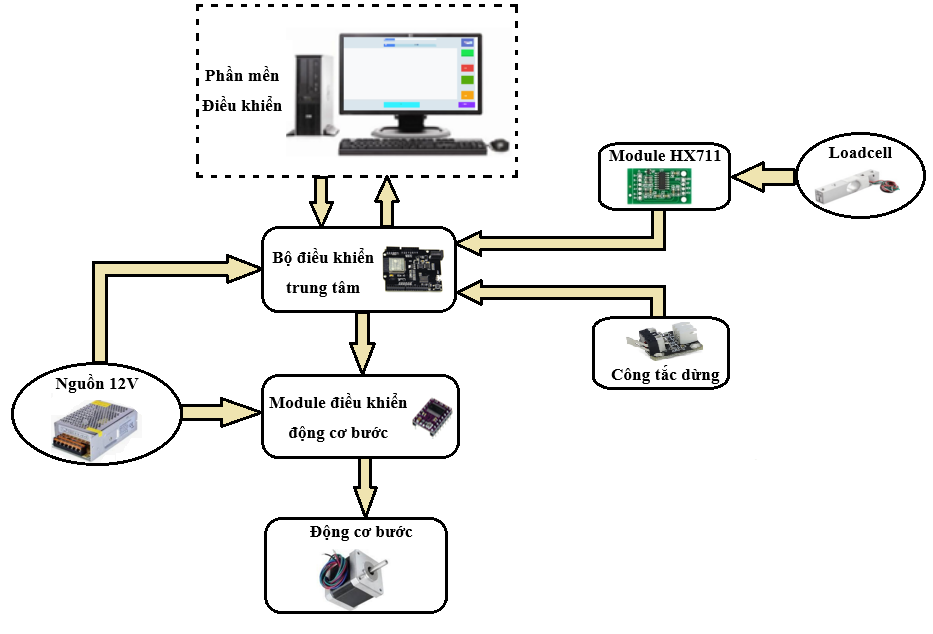 Phần mền
Điều khiển
Module HX711
Loadcell
Bộ điều khiển
trung tâm
Công tắc dừng
Nguồn 12V
Module điều khiển
động cơ bước
Động cơ bước